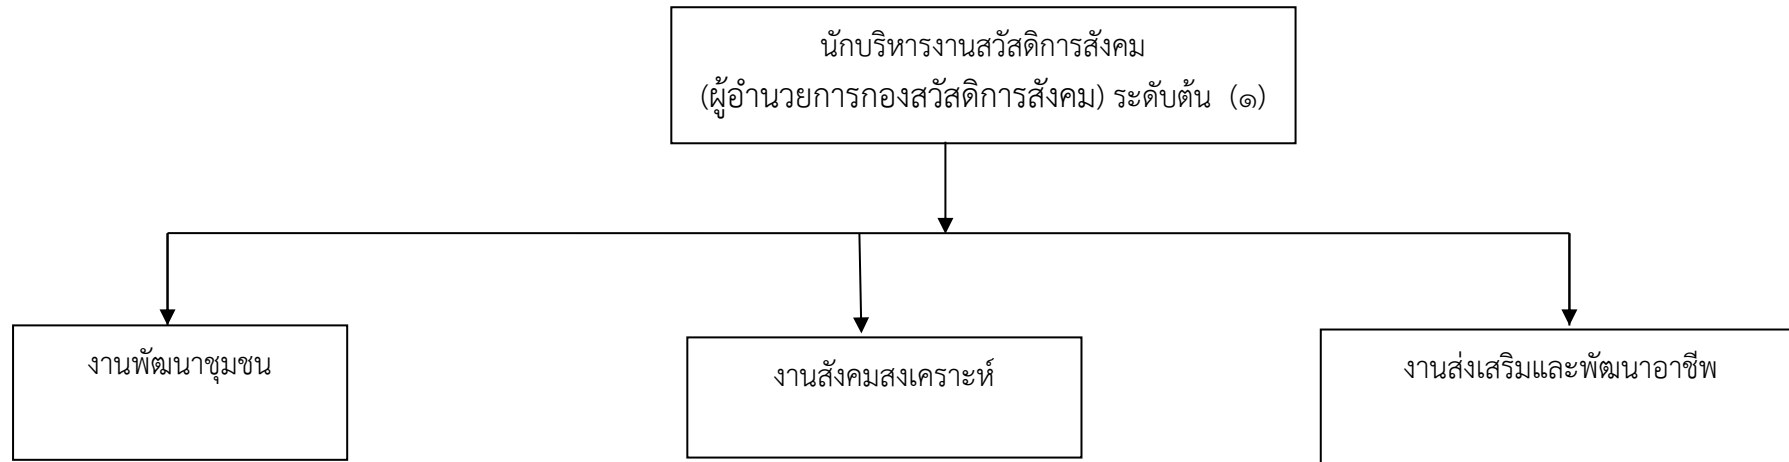 นักบริหารงานสวัสดิการสังคม
(ผู้อำนวยการกองสวัสดิการสังคม) ระดับต้น (๑)
งานพัฒนาชุมชน
งานสังคมสงเคราะห์
งานส่งเสริมและพัฒนาอาชีพ